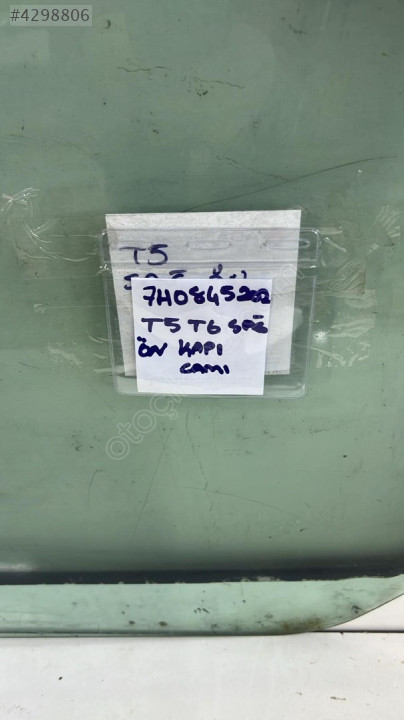 #4298806
T5
7H0845202
T5 T6 SAĞ
ÖN KAPI
CAMI